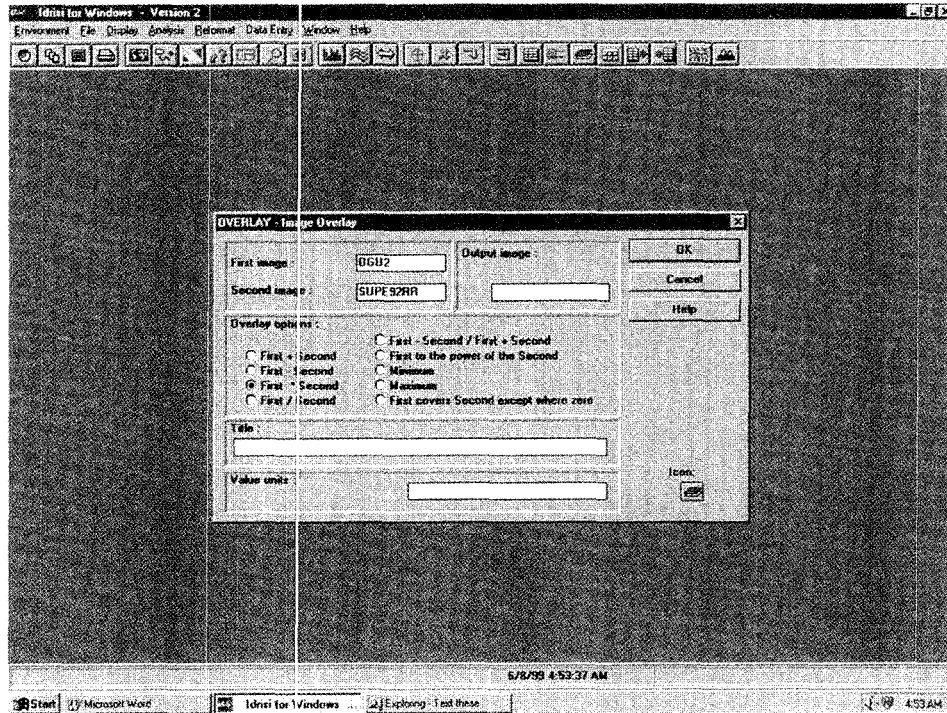 Idrisi for Windows - Version 2
Environment File Display Analysis Reformat Data Entry Window Help
OVERLAY - Image Overlay
First image :
Second image :
SUPE92RR
Output image :
OK
Cancel
Help
Overlay options :
First + Second
First - Second
First * Second
First / Second
First - Second / First + Second
First to the power of the Second
Minimum
Maximum
First covers Second except where zero
Title :
Value units :
Icon:
6/8/99 4:53:37 AM
Start Microsoft Word Idrisi for Windows ... Exploring - Text these 4:53 AM